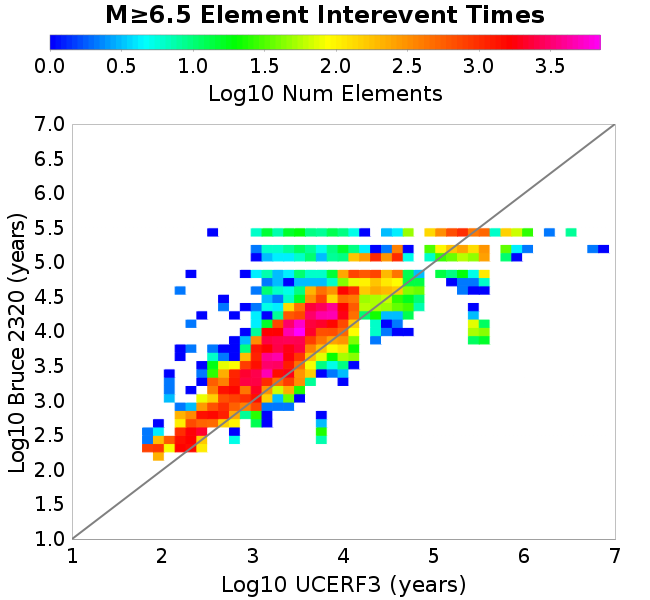 M≥6.5 Element Interevent Times
0.0 0.5 1.0 1.5 2.0 2.5 3.0 3.5
Log10 Num Elements
7.0
6.5
6.0
5.5
5.0
4.5
4.0
3.5
3.0
2.5
2.0
1.5
1.0
Log10 Bruce 2320 (years)
1 2 3 4 5 6 7
Log10 UCERF3 (years)